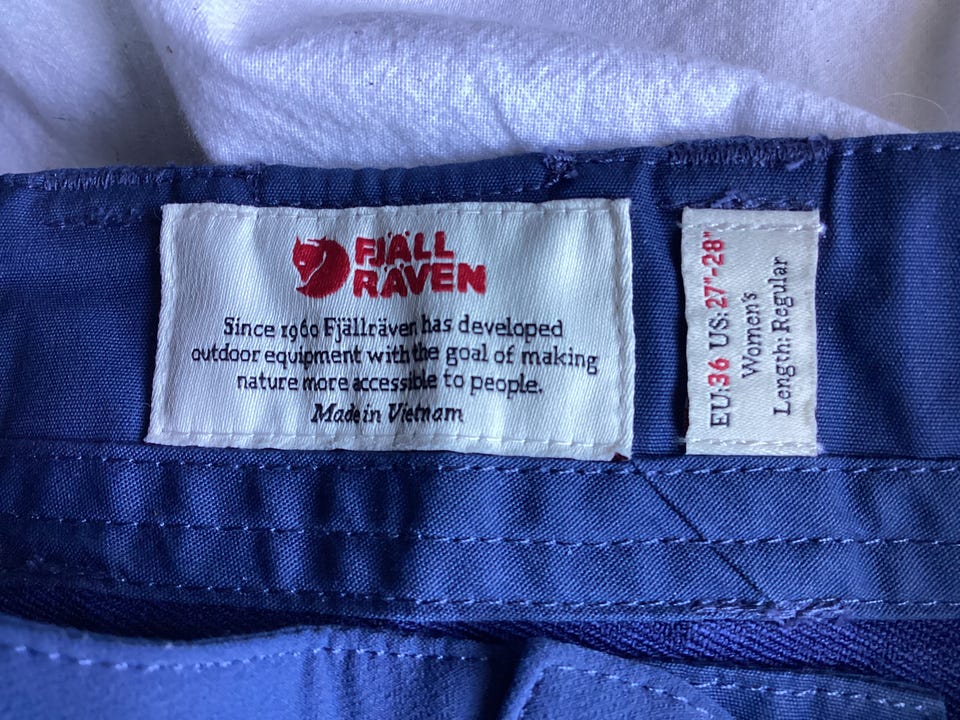 FJÄLL
RÄVEN
Since 1960 Fjällräven has developed
outdoor equipment with the goal of making
nature more accessible to people.
Made in Vietnam
EU:36 US:27"-28"
Women's
Length: Regular